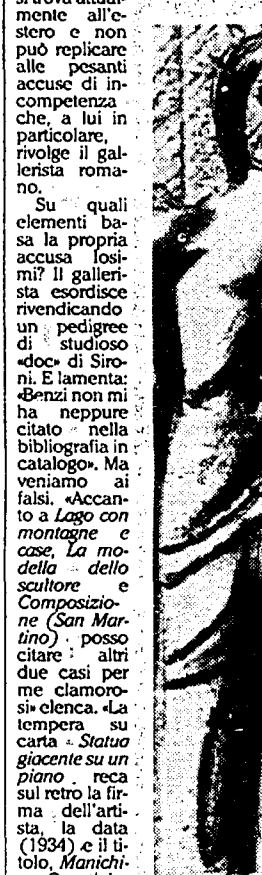 si trova attual-
mente all'e-
stero e non
può replicare
alle pesanti
accuse di in-
competenza
che, a lui in
particolare,
rivolge il gal-
lerista roma-
no.
Su quali
elementi ba-
sa la propria
accusa Iosi-
mi? Il galleri-
sta esordisce
rivendicando
un pedigree
di studioso
«doc» di Siro-
ni. E lamenta:
«Benzi non mi
ha neppure
citato nella
bibliografia in
catalogo». Ma
veniamo ai
falsi. «Accan-
to a Lago con
montagne e
case, La mo-
della dello
scultore e
Composizio-
ne (San Mar-
tino) posso
citare altri
due casi per
me clamoro-
si» elenca. «La
tempera su
carta Statua
giacente su un
piano reca
sul retro la fir-
ma dell'arti-
sta, la data
(1934) e il ti-
tolo, Manichi-